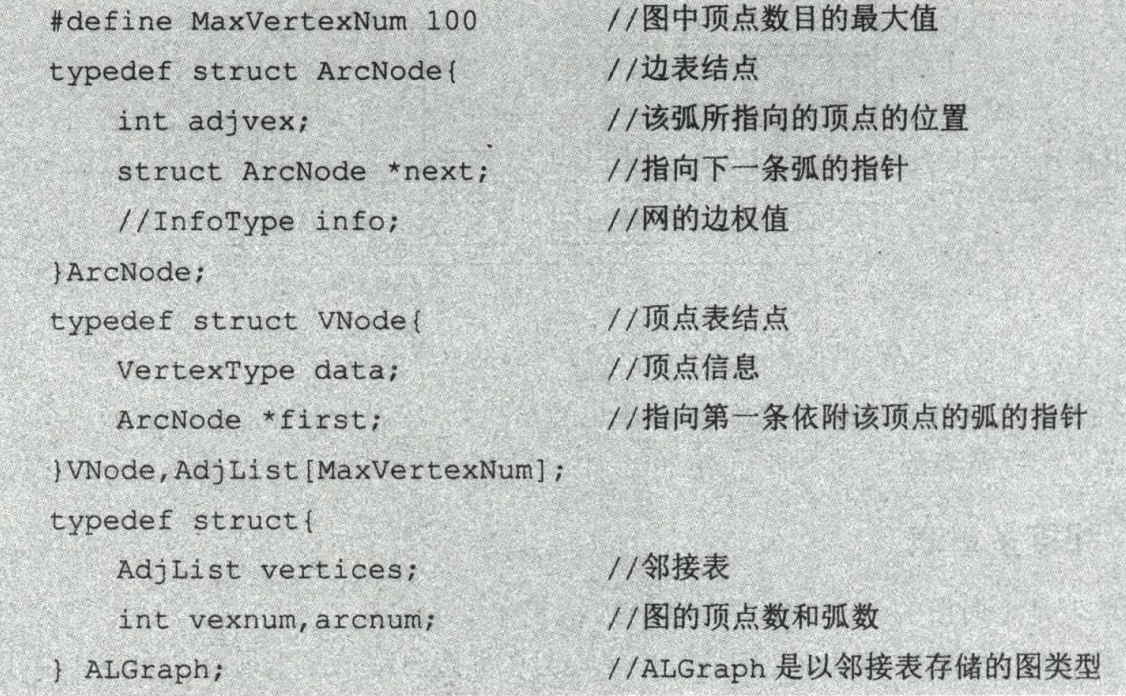 #define MaxVertexNum 100 //图中顶点数目的最大值
typedef struct ArcNode{ //边表结点
int adjvex; //该弧所指向的顶点的位置
struct ArcNode *next; //指向下一条弧的指针
//InfoType info; //网的边权值
}ArcNode;
typedef struct VNode{ //顶点表结点
VertexType data; //顶点信息
ArcNode *first; //指向第一条依附该顶点的弧的指针
}VNode,AdjList[MaxVertexNum];
typedef struct{
AdjList vertices; //邻接表
int vexnum,arcnum; //图的顶点数和弧数
} ALGraph; //ALGraph 是以邻接表存储的图类型